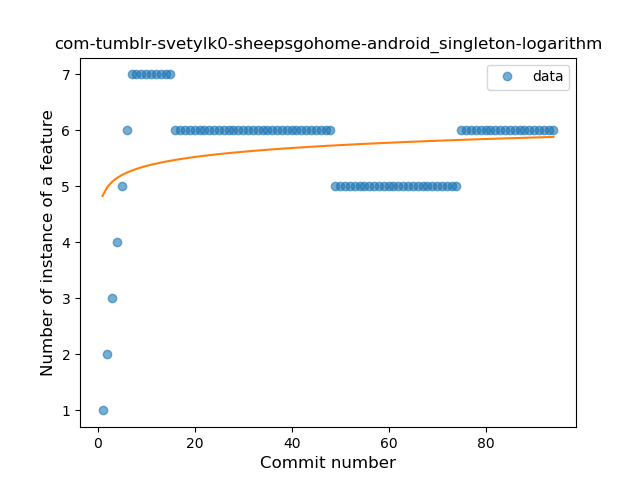 com-tumblr-svetylk0-sheepsgohome-android_singleton-logarithm
data
Number of instance of a feature
7
6
5
4
3
2
1
0 20 40 60 80
Commit number